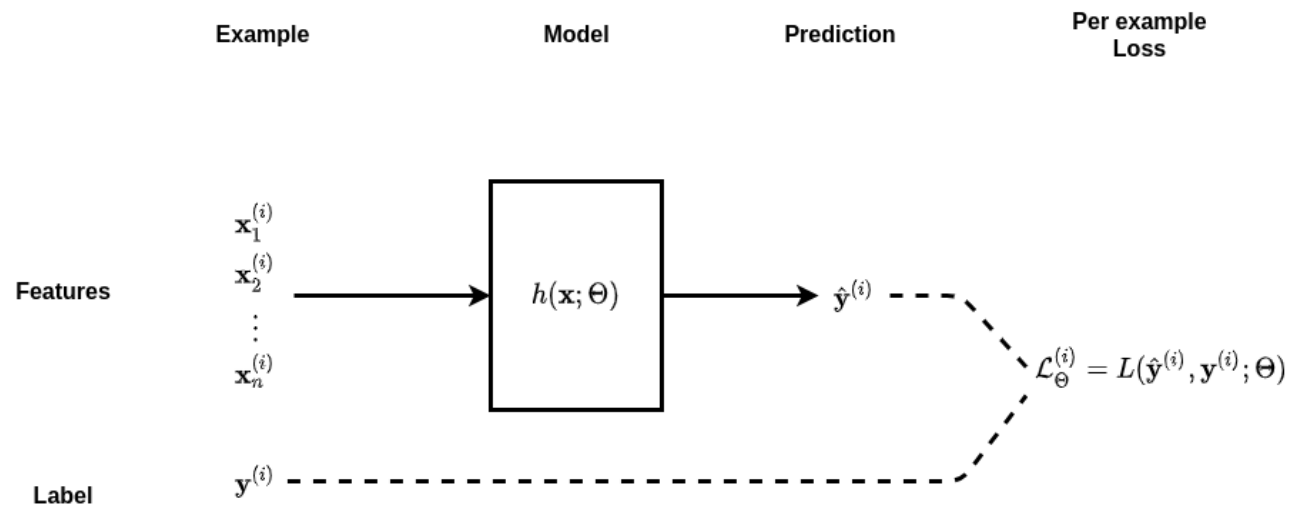 Example
Model
Prediction
Per example
Loss
Features
𝐱₁⁽ⁱ⁾
𝐱₂⁽ⁱ⁾
⋮
𝐱ₙ⁽ⁱ⁾
h(𝐱; Θ)
ŷ⁽ⁱ⁾
ℒ_Θ⁽ⁱ⁾ = L(ŷ⁽ⁱ⁾, 𝐲⁽ⁱ⁾; Θ)
Label
𝐲⁽ⁱ⁾